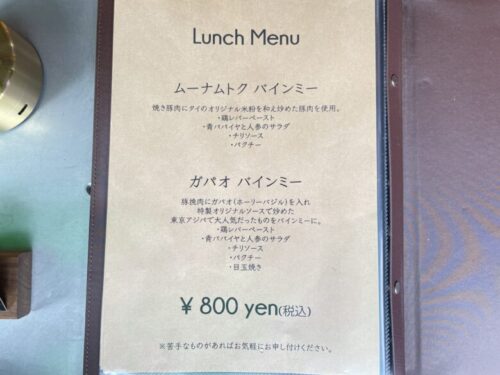 Lunch Menu
ムーナムトク バインミー
焼き豚肉にタイのオリジナル米粉を和え炒めた豚肉を使用。
・鶏レバーペースト
・青パパイヤと人参のサラダ
・チリソース
・パクチー
ガパオ バインミー
豚挽肉にガパオ(ホーリーバジル)を入れ
特製オリジナルソースで炒めた
東京アジパで大人気だったものをバインミーに。
・鶏レバーペースト
・青パパイヤと人参のサラダ
・チリソース
・パクチー
・目玉焼き
¥ 800 yen(税込)
※苦手なものがあればお気軽にお申し付けください。